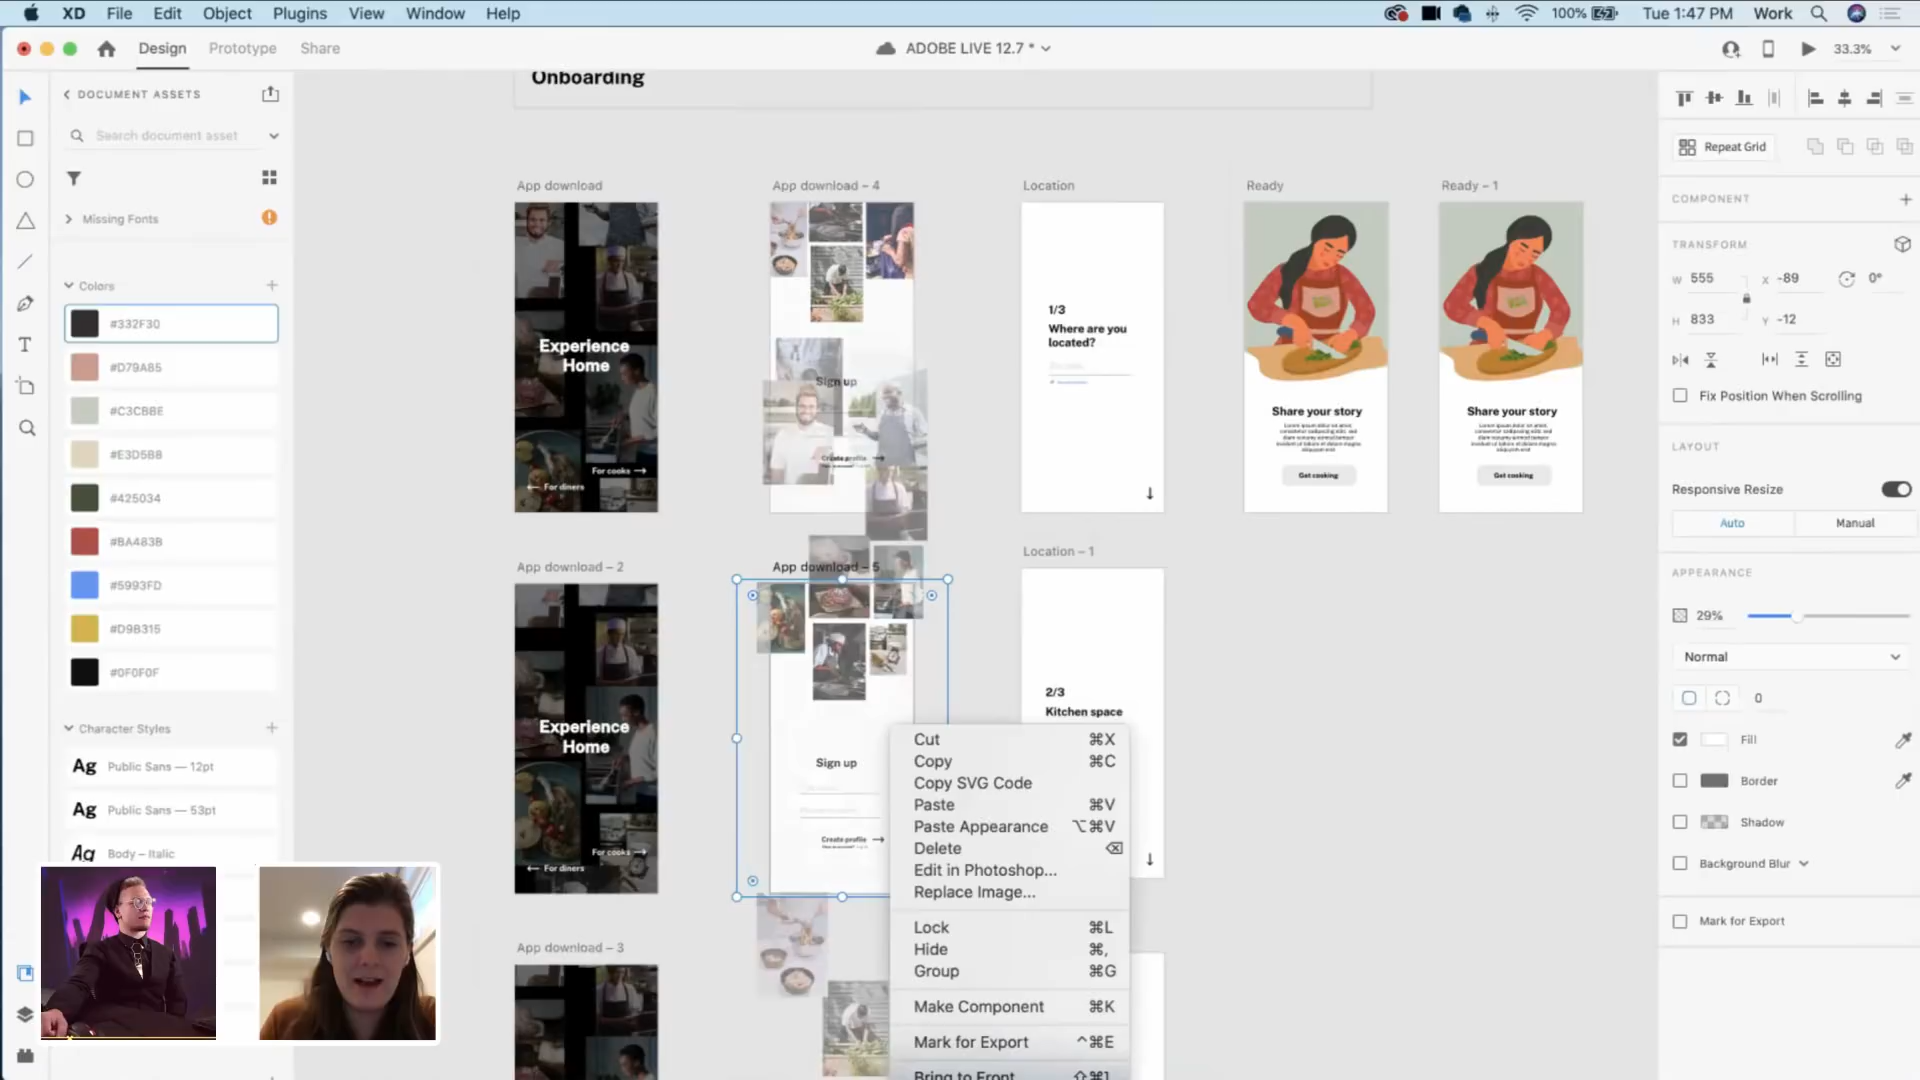 XD File Edit Object Plugins View Window Help 100% Tue 1:47 PM Work
Design Prototype Share ADOBE LIVE 12.7 * 33.3%
DOCUMENT ASSETS
Search document asset
Missing Fonts
Colors
#332F30
#D79A85
#C3CBBE
#E3D5B8
#425034
#BA483B
#5993FD
#D9B315
#0F0F0F
Character Styles
Ag Public Sans — 12pt
Ag Public Sans — 53pt
Ag Body – Italic
Onboarding
App download
Experience
Home
For cooks →
← For diners
App download – 4
Sign up
Create profile
Location
1/3
Where are you
located?
Ready
Share your story
Get cooking
Ready – 1
Share your story
Get cooking
App download – 2
Experience
Home
For cooks →
← For diners
App download – 5
Sign up
Create profile →
Location – 1
2/3
Kitchen space
App download – 3
Cut ⌘X
Copy ⌘C
Copy SVG Code
Paste ⌘V
Paste Appearance ⌥⌘V
Delete ⌫
Edit in Photoshop...
Replace Image...
Lock ⌘L
Hide ⌘,
Group ⌘G
Make Component ⌘K
Mark for Export ^⌘E
Bring to Front ⇧⌘]
Repeat Grid
COMPONENT
TRANSFORM
W 555 X -89 0°
H 833 Y -12
Fix Position When Scrolling
LAYOUT
Responsive Resize
Auto Manual
APPEARANCE
29%
Normal
0
Fill
Border
Shadow
Background Blur
Mark for Export